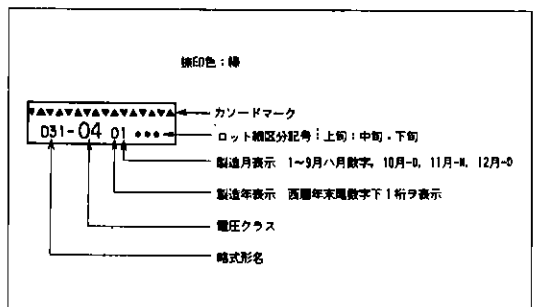 捺印色：緑
カソードマーク
D31-04 01 •••
ロット細区分記号：上旬：中旬・下旬
製造月表示 1~9月ハ月数字, 10月-O, 11月-N, 12月-D
製造年表示 西暦年末尾数字下1桁ヲ表示
電圧クラス
略式形名